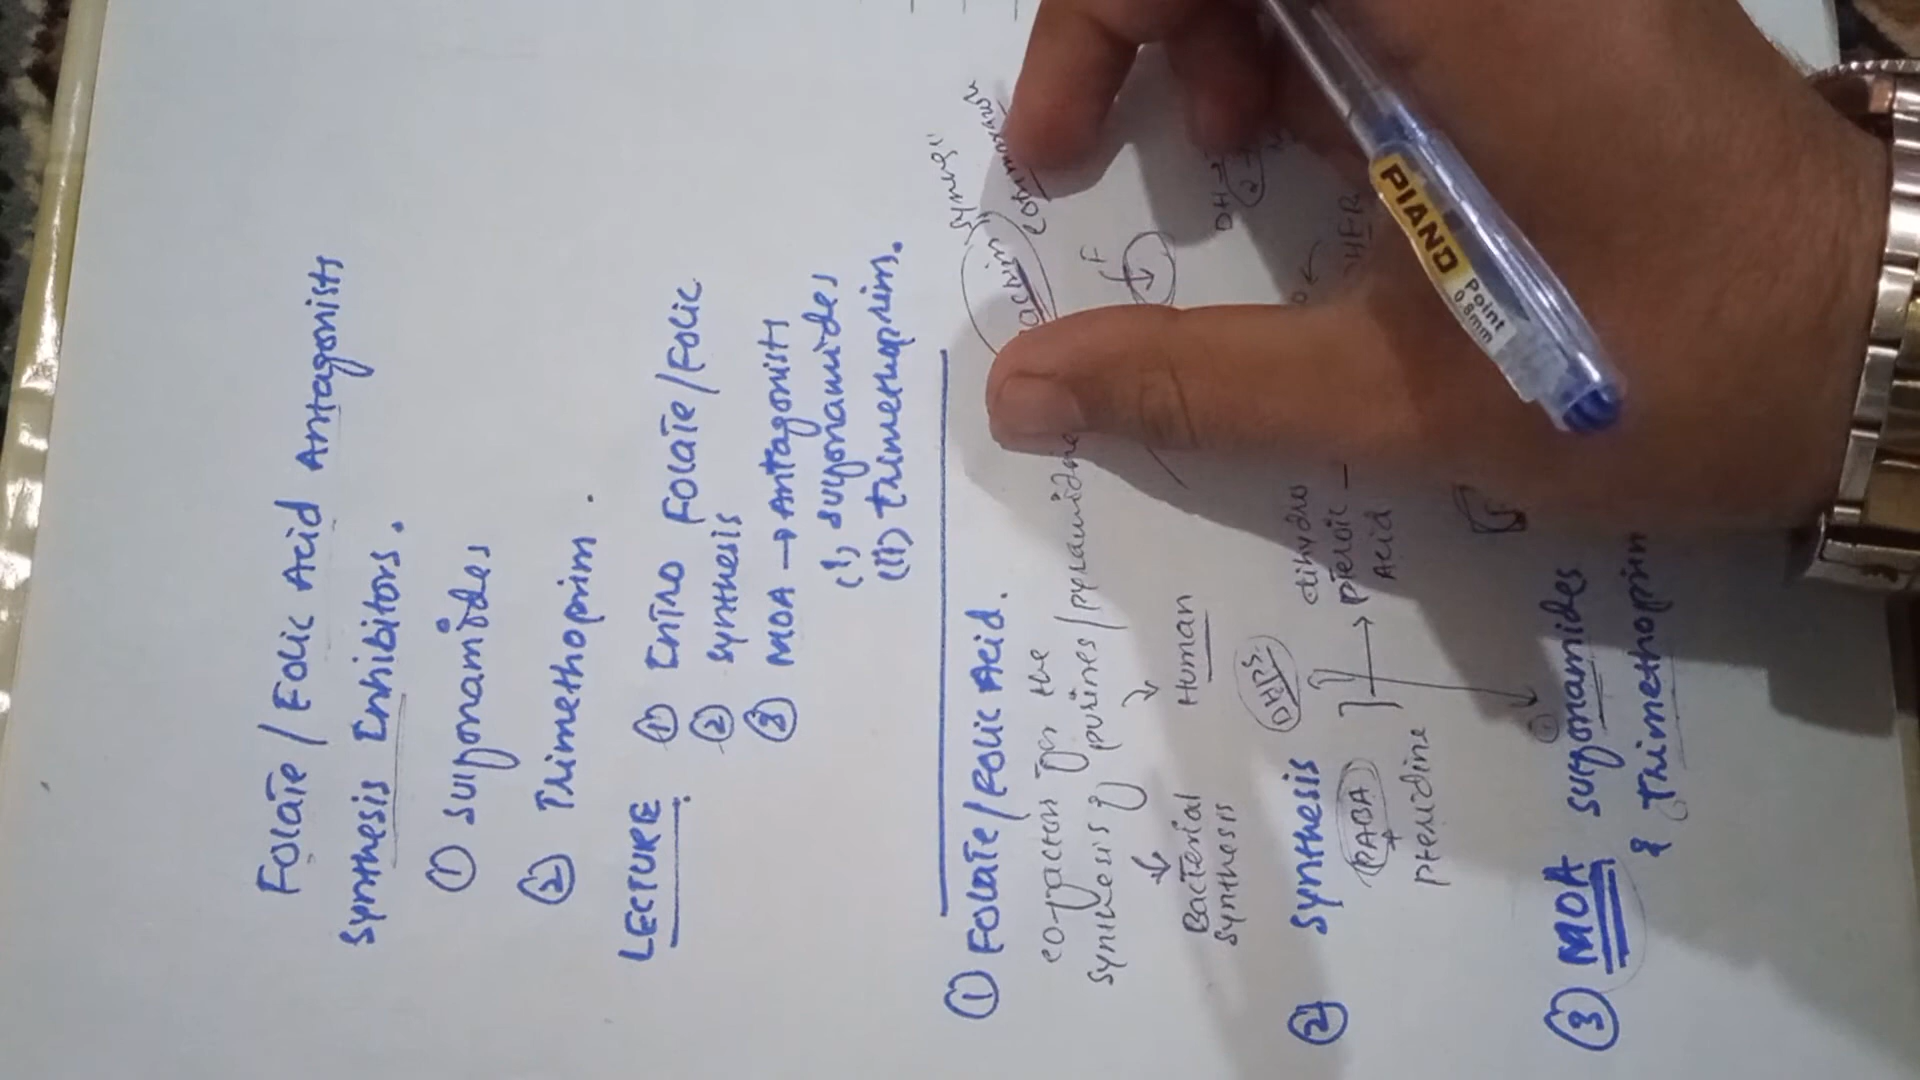 Folate / Folic Acid Antagonists
Synthesis Inhibitors.
① Sulfonamides
② Trimethoprim.
LECTURE
① Intro Folate / Folic
② Synthesis
③ MOA → Antagonists
(i) Sulfonamides
(ii) Trimethoprim.
① Folate / Folic Acid.
co-factor for the
synthesis of purines / pyramidine
Bacterial Human
synthesis
② Synthesis DHPS
PABA dihydro
+ pteroic
pteridine Acid
③ MOA Sulfonamides
& Trimethoprim
PIANO
Point
0.8mm